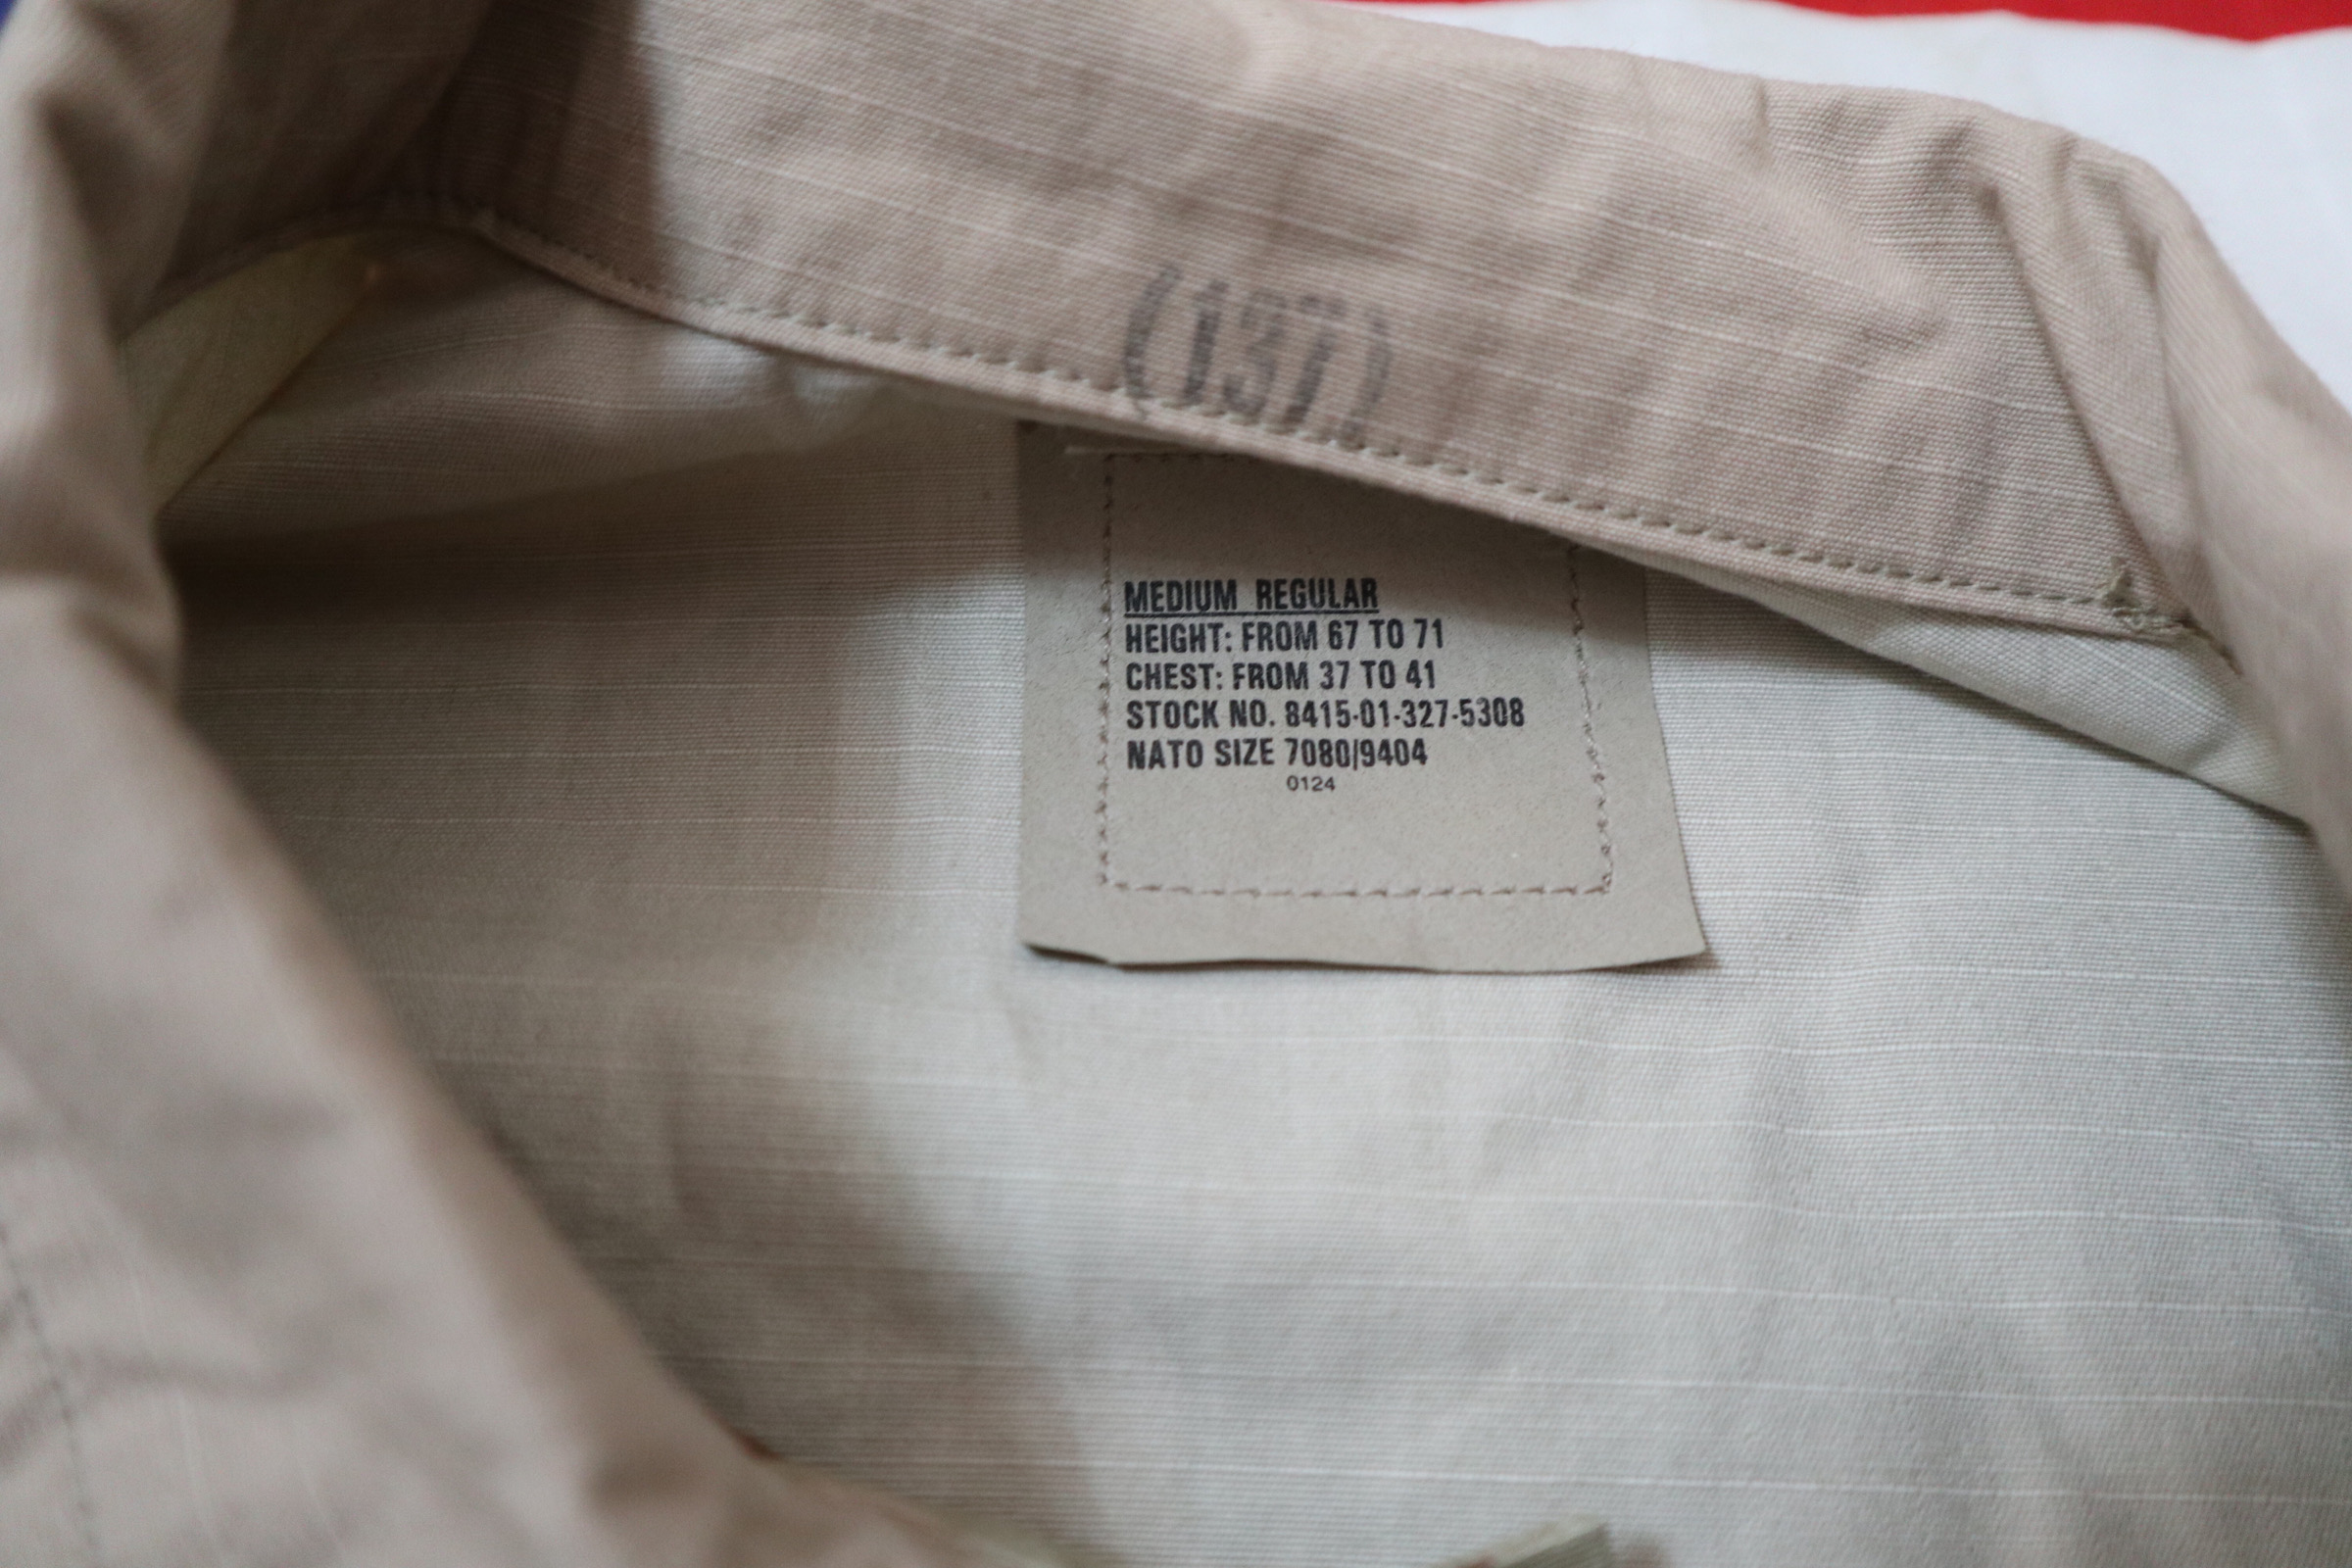 (137)
MEDIUM REGULAR
HEIGHT: FROM 67 TO 71
CHEST: FROM 37 TO 41
STOCK NO. 8415-01-327-5308
NATO SIZE 7080/9404
0124